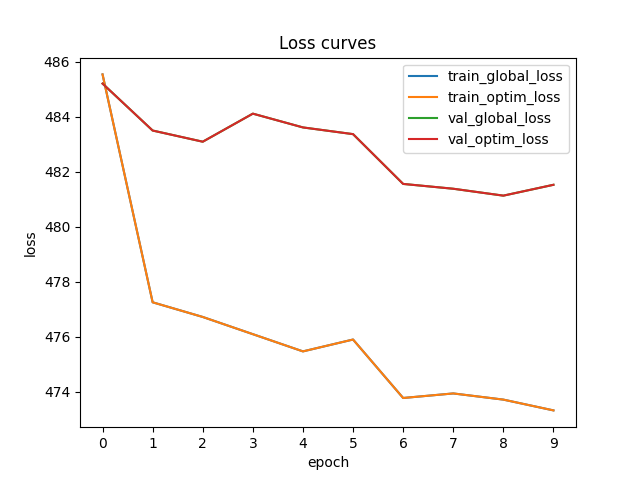 Loss curves
train_global_loss
train_optim_loss
val_global_loss
val_optim_loss
486
484
482
480
478
476
474
loss
0 1 2 3 4 5 6 7 8 9
epoch